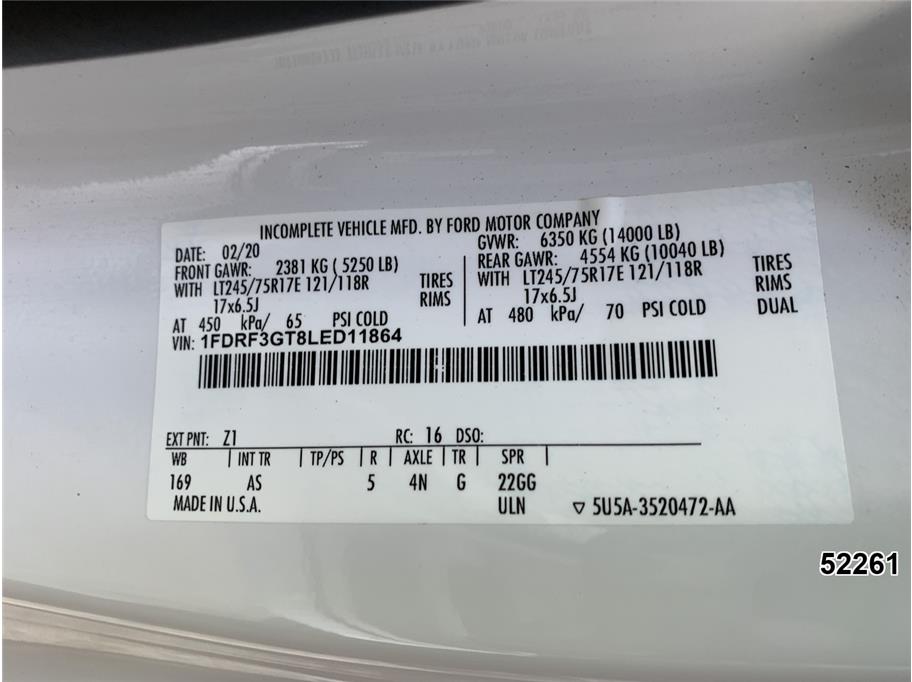 INCOMPLETE VEHICLE MFD. BY FORD MOTOR COMPANY
DATE: 02/20 GVWR: 6350 KG (14000 LB)
FRONT GAWR: 2381 KG ( 5250 LB) REAR GAWR: 4554 KG (10040 LB)
WITH LT245/75R17E 121/118R TIRES WITH LT245/75R17E 121/118R TIRES
17x6.5J RIMS 17x6.5J RIMS
AT 450 kPa/ 65 PSI COLD AT 480 kPa/ 70 PSI COLD DUAL
VIN: 1FDRF3GT8LED11864
EXT PNT: Z1 RC: 16 DSO:
WB | INT TR | TP/PS | R | AXLE | TR | SPR |
169 AS 5 4N G 22GG
MADE IN U.S.A. ULN ▽ 5U5A-3520472-AA
52261